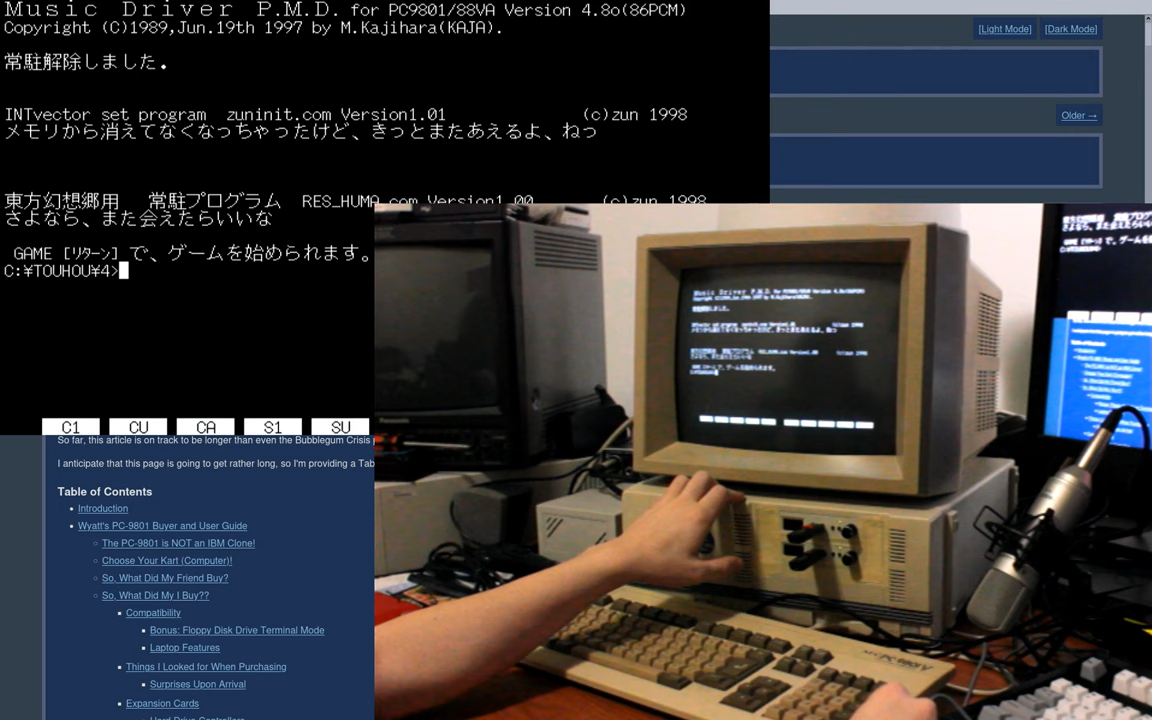 Music Driver P.M.D. for PC9801/88VA Version 4.8o(86PCM)
Copyright (C)1989,Jun.19th 1997 by M.Kajihara(KAJA).
常駐解除しました.
INTvector set program zuninit.com Version1.01 (c)zun 1998
メモリから消えてなくなっちゃったけど、きっとまたあえるよ、ねっ
東方幻想郷用 常駐プログラム RES_HUMA.com Version1.00 (c)zun 1998
さよなら、また会えたらいいな
GAME [リターン] で、ゲームを始められます。
C:¥TOUHOU¥4>
C1 CU CA S1 SU
[Light Mode] [Dark Mode]
Older →
So far, this article is on track to be longer than even the Bubblegum Crisis
I anticipate that this page is going to get rather long, so I'm providing a
Table of Contents
Introduction
Wyatt's PC-9801 Buyer and User Guide
The PC-9801 is NOT an IBM Clone!
Choose Your Kart (Computer)!
So, What Did My Friend Buy?
So, What Did My I Buy??
Compatibility
Bonus: Floppy Disk Drive Terminal Mode
Laptop Features
Things I Looked for When Purchasing
Surprises Upon Arrival
Expansion Cards
Hard Drive Controllers